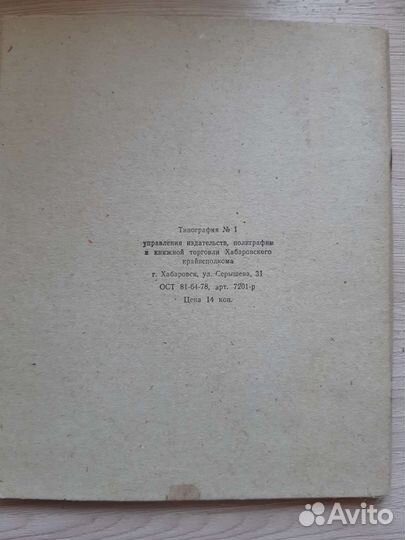 Типография № 1
управления издательств, полиграфии
и книжной торговли Хабаровского
крайисполкома
г. Хабаровск, ул. Серышева, 31
ОСТ 81-64-78, арт. 7201-р
Цена 14 коп.
Avito